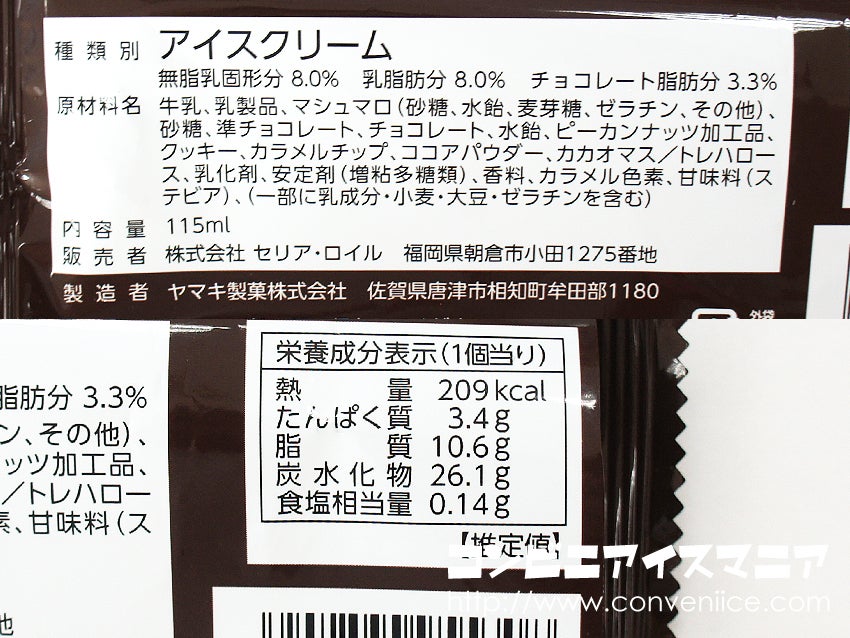 種類別 アイスクリーム
無脂乳固形分 8.0% 乳脂肪分 8.0% チョコレート脂肪分 3.3%
原材料名 牛乳、乳製品、マシュマロ(砂糖、水飴、麦芽糖、ゼラチン、その他)、
砂糖、準チョコレート、チョコレート、水飴、ピーカンナッツ加工品、
クッキー、カラメルチップ、ココアパウダー、カカオマス/トレハロー
ス、乳化剤、安定剤(増粘多糖類)、香料、カラメル色素、甘味料(ス
テビア)、(一部に乳成分・小麦・大豆・ゼラチンを含む)
内容量 115ml
販売者 株式会社 セリア・ロイル 福岡県朝倉市小田1275番地
製造者 ヤマキ製菓株式会社 佐賀県唐津市相知町牟田部1180
外袋
脂肪分 3.3%
ン、その他)、
ッツ加工品、
/トレハロー
素、甘味料(ス
地
栄養成分表示(1個当り)
熱量 209kcal
たんぱく質 3.4g
脂質 10.6g
炭水化物 26.1g
食塩相当量 0.14g
【推定値】
コンビニアイスマニア
http://www.conveniice.com/